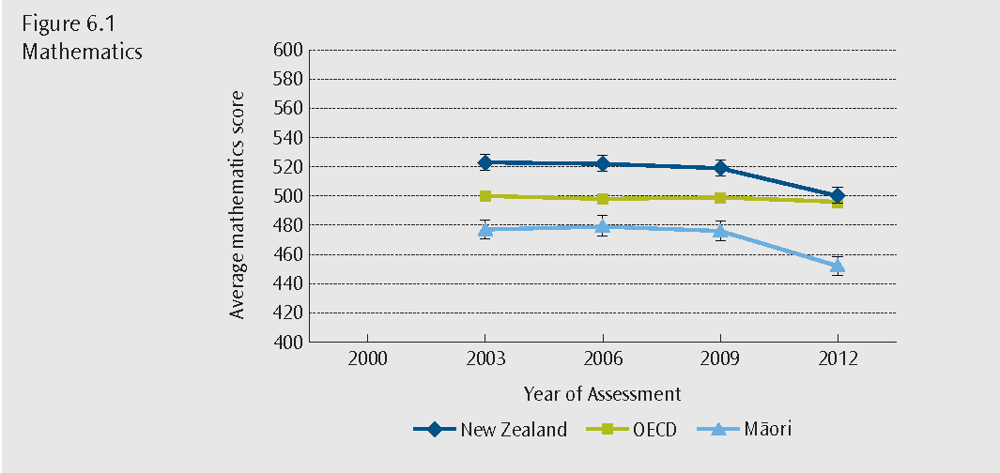 Figure 6.1
Mathematics
Average mathematics score
600
580
560
540
520
500
480
460
440
420
400
2000 2003 2006 2009 2012
Year of Assessment
New Zealand OECD Māori